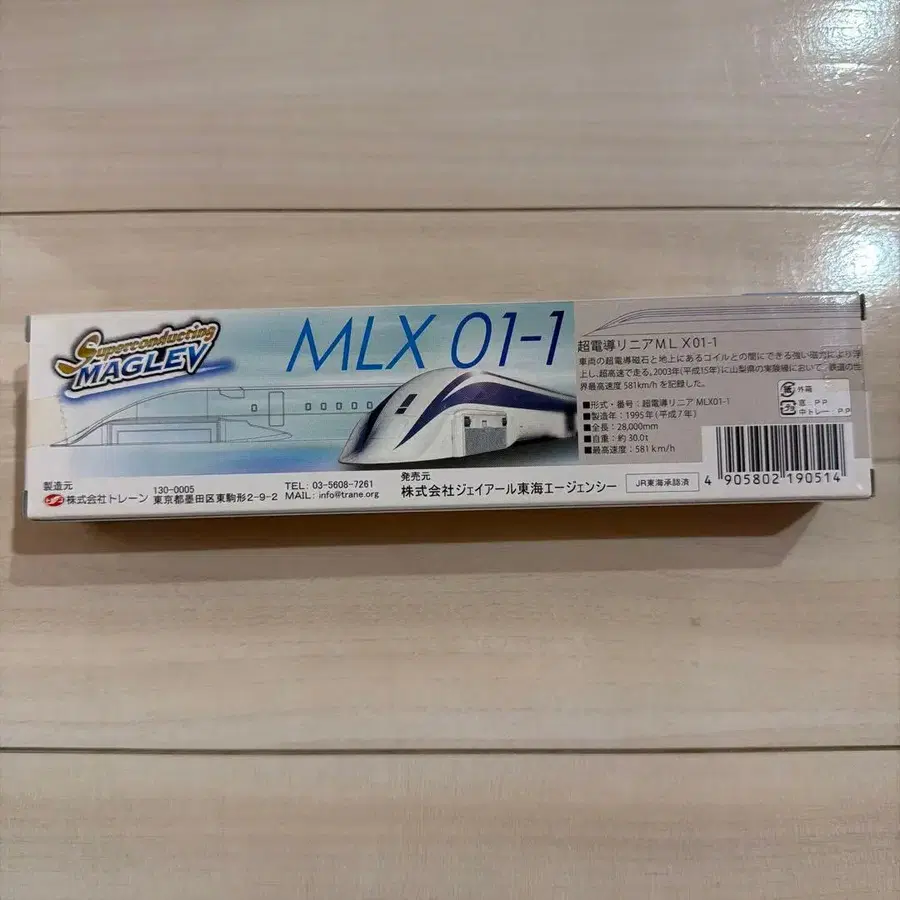 Superconducting
MAGLEV
MLX 01-1
超電導リニアML X01-1
車両の超電導磁石と地上にあるコイルとの間にできる強い磁力により浮
上し、超高速で走る。2003年(平成15年)に山梨県の実験線において、鉄道の世
界最高速度 581km/h を記録した。
■形式・番号：超電導リニア MLX01-1
■製造年：1995年(平成7年)
■全長：28,000mm
■自重：約 30.0t
■最高速度：581km/h
外箱
窓：PP
中トレー：P.P
製造元
株式会社トレーン
130-0005
東京都墨田区東駒形2-9-2
TEL: 03-5608-7261
MAIL: info@trane.org
発売元
株式会社ジェイアール東海エージェンシー
JR東海承認済
4 905802 190514